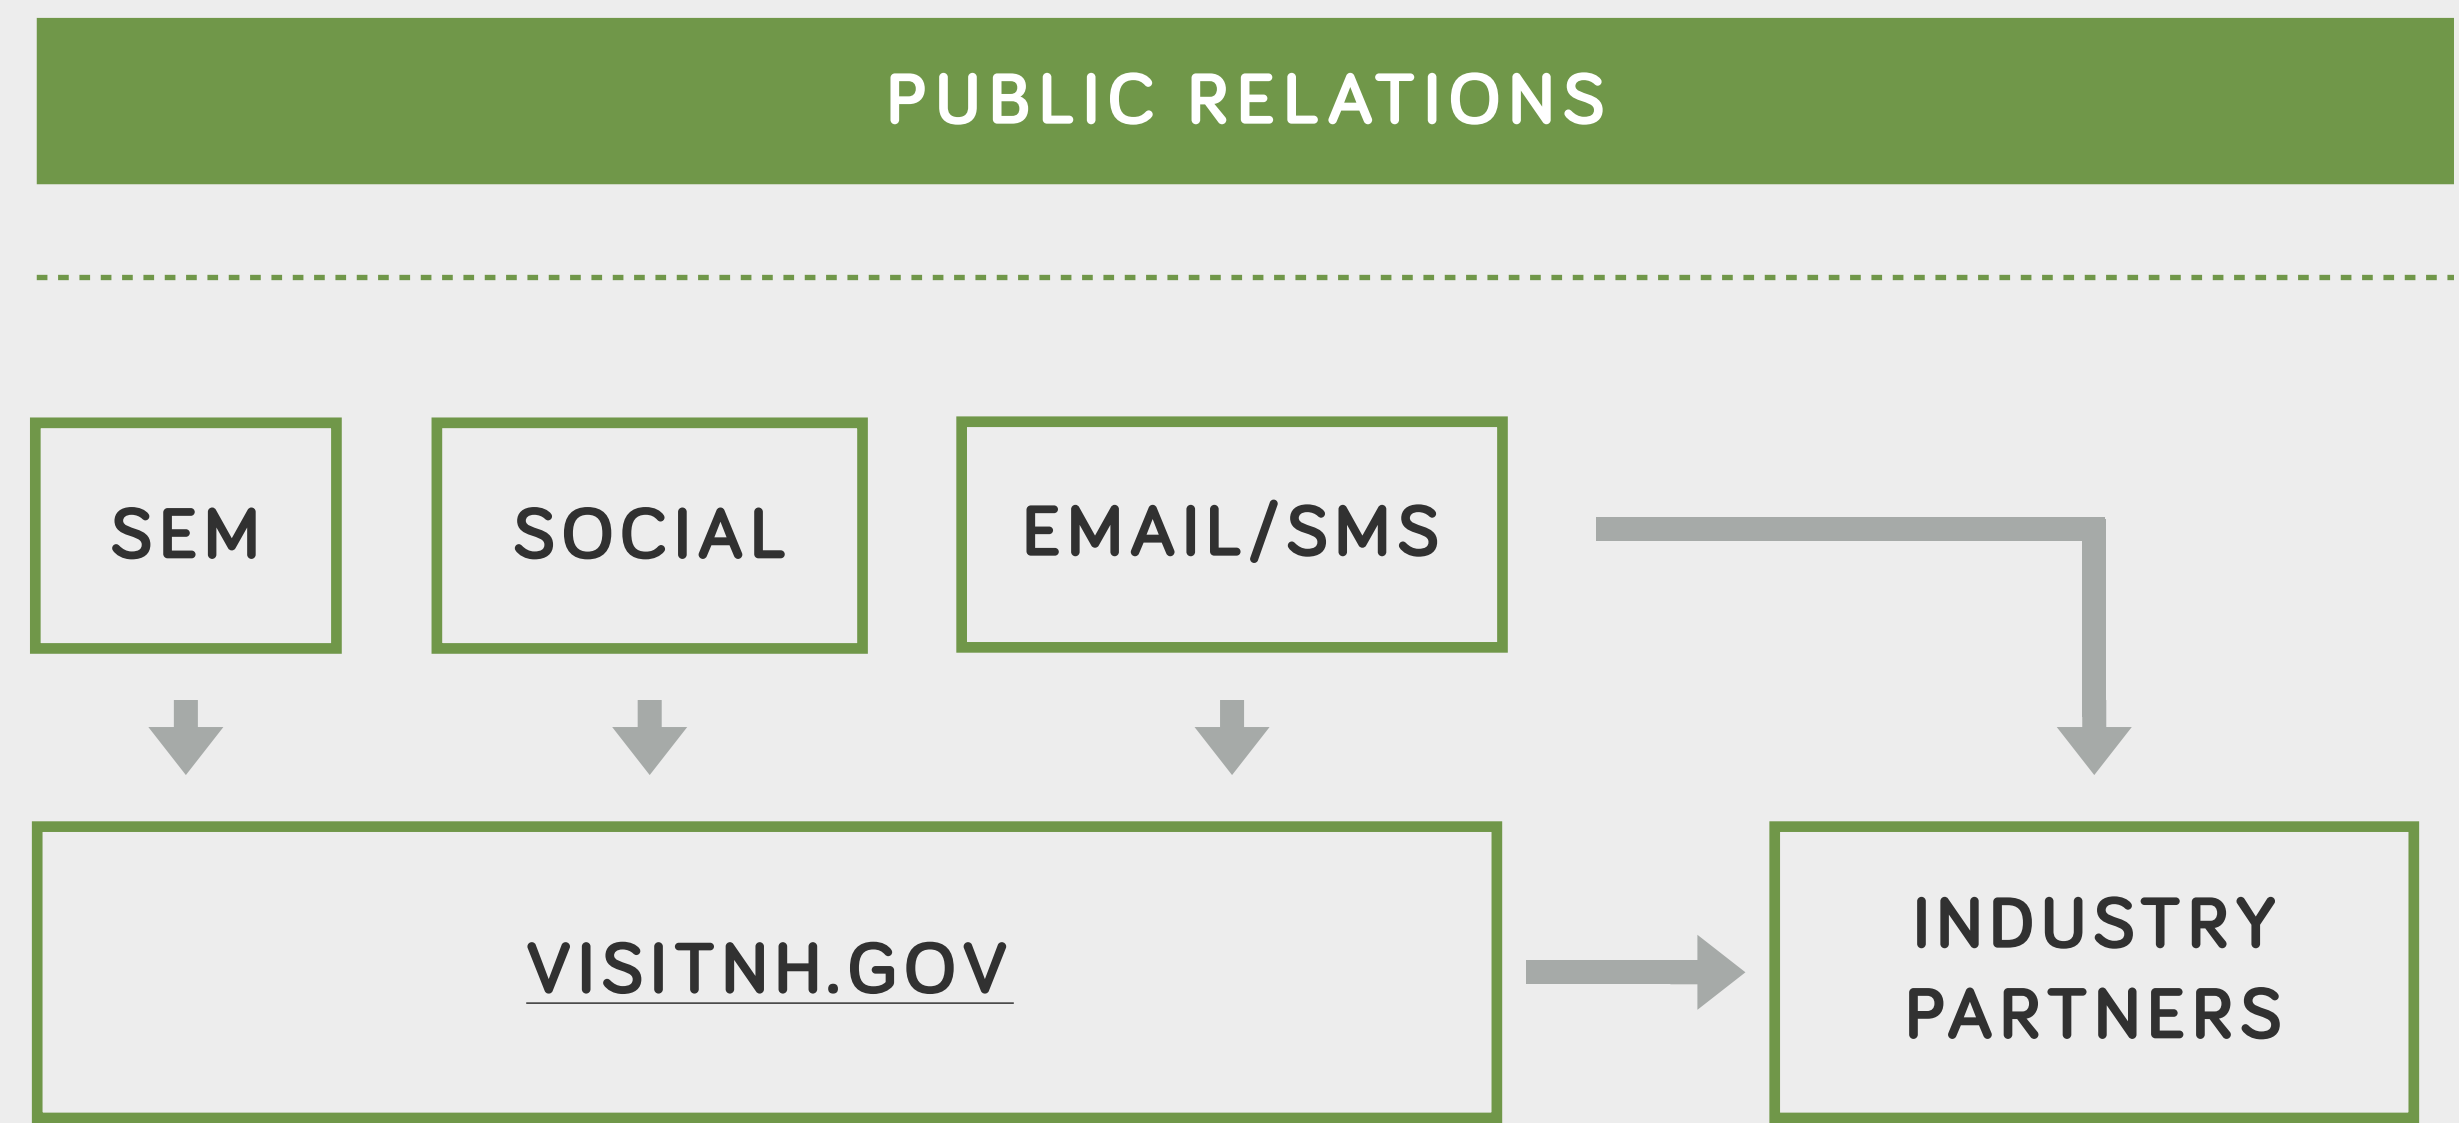 PUBLIC RELATIONS
SEM
SOCIAL
EMAIL/SMS
VISITNH.GOV
INDUSTRY
PARTNERS